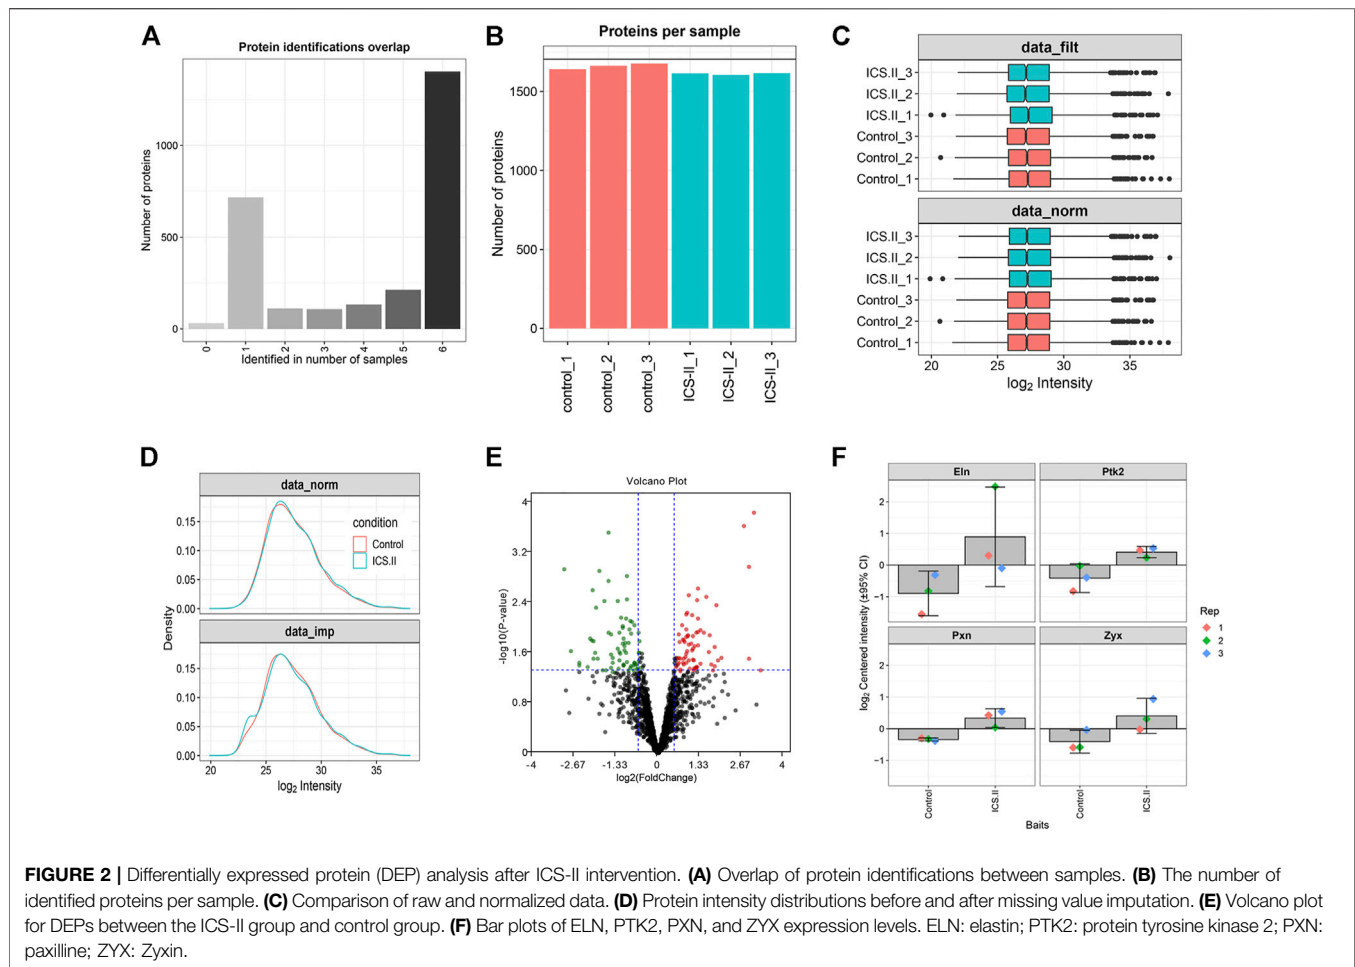 A
Protein identifications overlap
Number of proteins
1000
500
0
0 1 2 3 4 5 6
Identified in number of samples
B
Proteins per sample
Number of proteins
1500
1000
500
0
control_1 control_2 control_3 ICS-II_1 ICS-II_2 ICS-II_3
C
data_filt
ICS.II_3
ICS.II_2
ICS.II_1
Control_3
Control_2
Control_1
data_norm
ICS.II_3
ICS.II_2
ICS.II_1
Control_3
Control_2
Control_1
20 25 30 35
log2 Intensity
D
data_norm
0.15
0.10
0.05
0.00
condition
Control
ICS.II
Density
data_imp
0.15
0.10
0.05
0.00
20 25 30 35
log2 Intensity
E
Volcano Plot
-log10(P-value)
4
3.2
2.4
1.6
0.8
0
-4 -2.67 -1.33 0 1.33 2.67 4
log2(FoldChange)
F
Eln Ptk2
2
1
0
−1
Pxn Zyx
2
1
0
−1
log2 Centered intensity (±95% CI)
Control ICS.II Control ICS.II
Baits
Rep
1
2
3
FIGURE 2 | Differentially expressed protein (DEP) analysis after ICS-II intervention. (A) Overlap of protein identifications between samples. (B) The number of
identified proteins per sample. (C) Comparison of raw and normalized data. (D) Protein intensity distributions before and after missing value imputation. (E) Volcano plot
for DEPs between the ICS-II group and control group. (F) Bar plots of ELN, PTK2, PXN, and ZYX expression levels. ELN: elastin; PTK2: protein tyrosine kinase 2; PXN:
paxilline; ZYX: Zyxin.